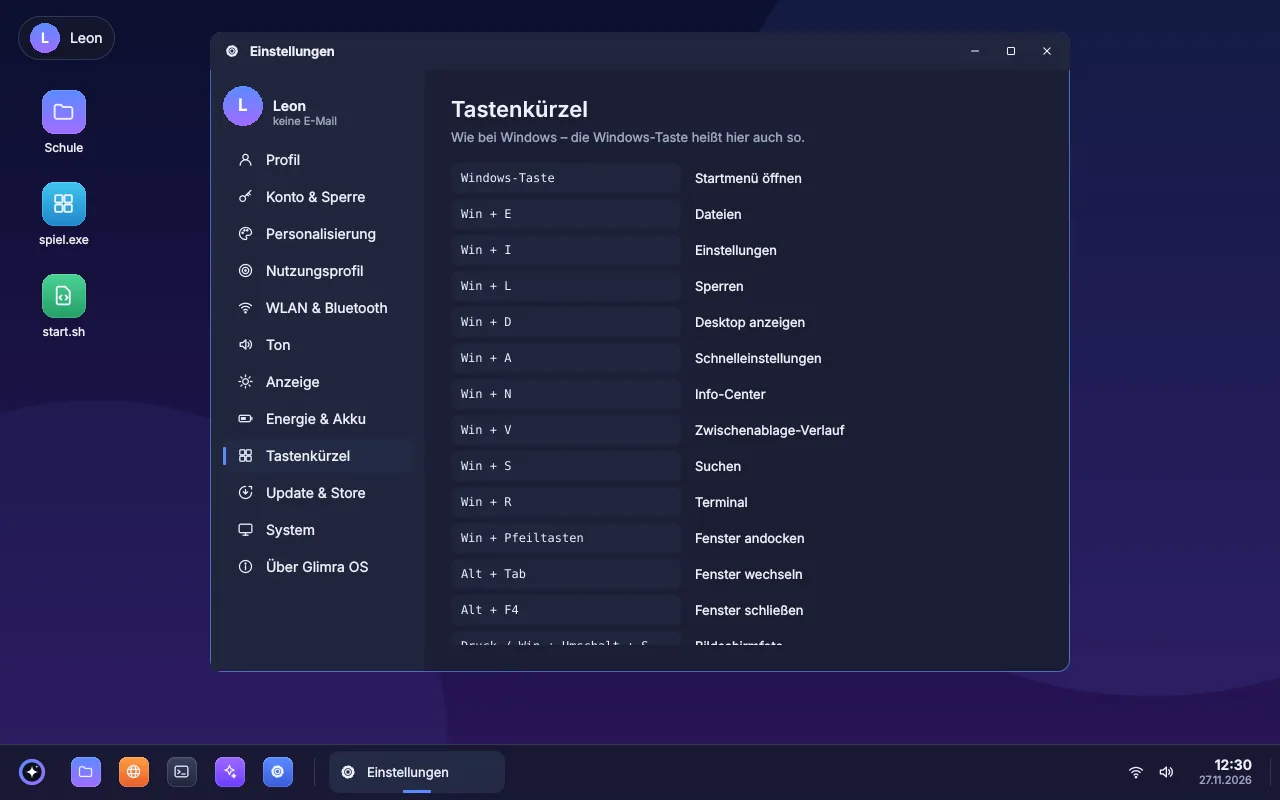 L Leon
Schule
spiel.exe
start.sh
Einstellungen
L
Leon
keine E-Mail
Profil
Konto & Sperre
Personalisierung
Nutzungsprofil
WLAN & Bluetooth
Ton
Anzeige
Energie & Akku
Tastenkürzel
Update & Store
System
Über Glimra OS
Tastenkürzel
Wie bei Windows – die Windows-Taste heißt hier auch so.
Windows-Taste Startmenü öffnen
Win + E Dateien
Win + I Einstellungen
Win + L Sperren
Win + D Desktop anzeigen
Win + A Schnelleinstellungen
Win + N Info-Center
Win + V Zwischenablage-Verlauf
Win + S Suchen
Win + R Terminal
Win + Pfeiltasten Fenster andocken
Alt + Tab Fenster wechseln
Alt + F4 Fenster schließen
Druck / Win + Umschalt + S Bildschirmfoto
Einstellungen
12:30
27.11.2026